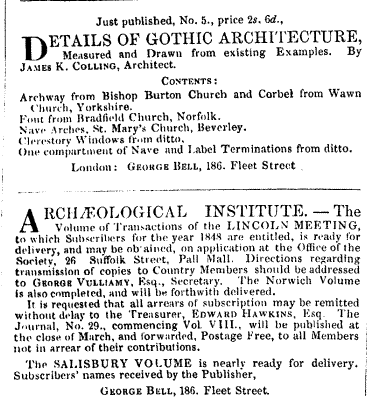 Just published, No. 5., price 2s. 6d.,
DETAILS OF GOTHIC ARCHITECTURE,
Measured and Drawn from existing Examples. By
JAMES K. COLLING, Architect.
CONTENTS:
Archway from Bishop Burton Church and Corbel from Wawn
Church, Yorkshire.
Font from Bradfield Church, Norfolk.
Nave Arches, St. Mary's Church, Beverley.
Clerestory Windows from ditto.
One compartment of Nave and Label Terminations from ditto.
London: GEORGE BELL, 186. Fleet Street
ARCHÆOLOGICAL INSTITUTE.—The
Volume of Transactions of the LINCOLN MEETING,
to which Subscribers for the year 1848 are entitled, is ready for
delivery, and may be obained, on application at the Office of the
Society, 26 Suffolk Street, Pall Mall. Directions regarding
transmission of copies to Country Members should be addressed
to GEORGE VULLIAMY, Esq., Secretary. The Norwich Volume
is also completed, and will be forthwith delivered.
It is requested that all arrears of subscription may be remitted
without delay to the Treasurer, EDWARD HAWKINS, Esq. The
Journal, No. 29., commencing Vol. VIII., will be published at
the close of March, and forwarded, Postage Free, to all Members
not in arrear of their contributions.
The SALISBURY VOLUME is nearly ready for delivery.
Subscribers' names received by the Publisher,
GEORGE BELL, 186. Fleet Street.